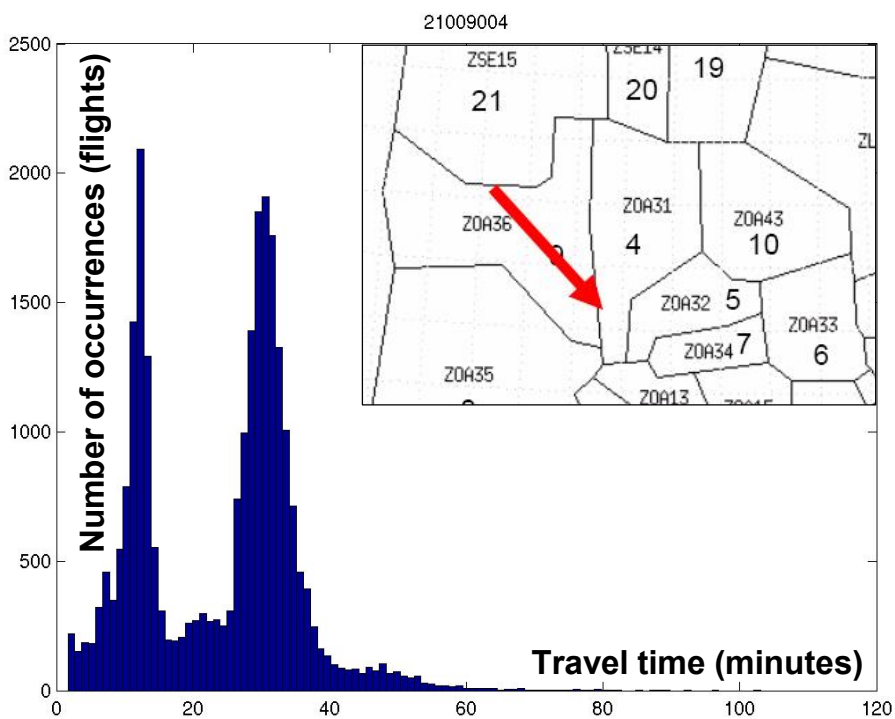 21009004
Number of occurrences (flights)
2500
2000
1500
1000
500
0
ZSE15
21
ZSE14
20
19
ZOA36
9
ZOA31
4
ZOA43
10
ZOA32 5
ZOA34 7
ZOA33
6
ZOA35
ZOA13
Travel time (minutes)
0 20 40 60 80 100 120